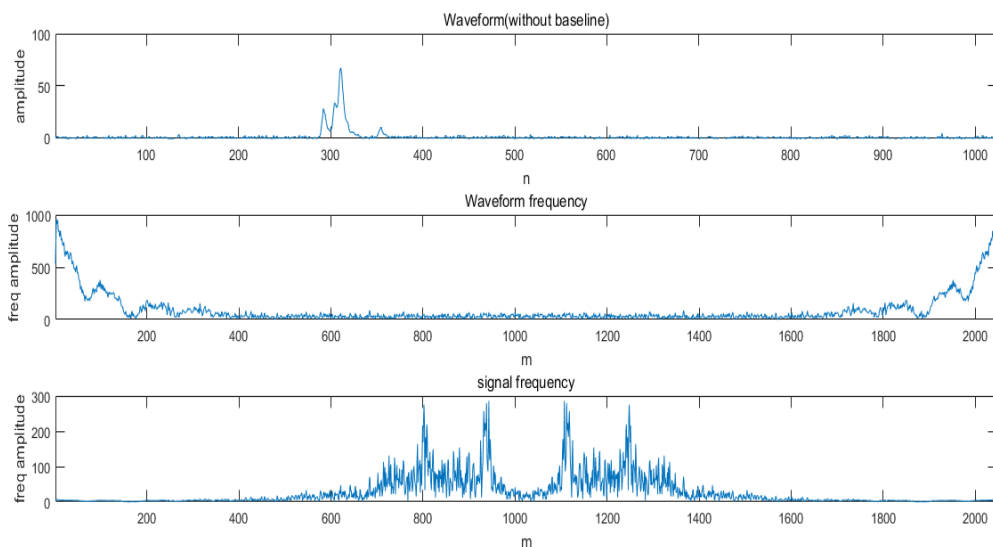 Waveform(without baseline)
amplitude
100
50
0
100 200 300 400 500 600 700 800 900 1000
n
Waveform frequency
freq amplitude
1000
500
0
200 400 600 800 1000 1200 1400 1600 1800 2000
m
signal frequency
freq amplitude
300
200
100
0
200 400 600 800 1000 1200 1400 1600 1800 2000
m